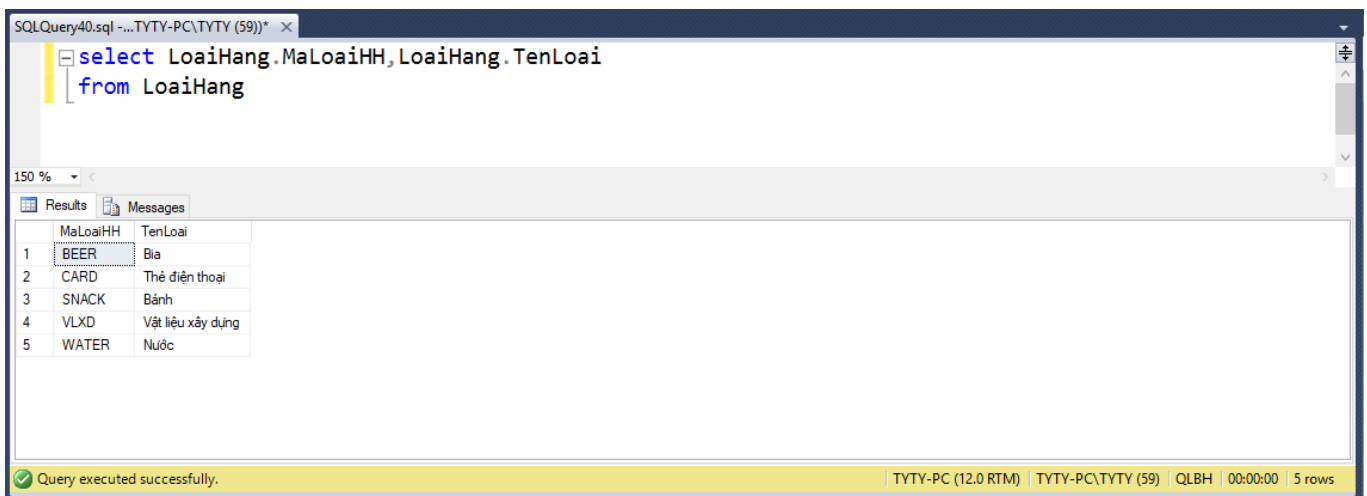 SQLQuery40.sql -...TYTY-PC\TYTY (59))*
select LoaiHang.MaLoaiHH,LoaiHang.TenLoai
from LoaiHang
150 %
Results Messages
MaLoaiHH TenLoai
1 BEER Bia
2 CARD Thẻ điện thoại
3 SNACK Bánh
4 VLXD Vật liệu xây dựng
5 WATER Nước
Query executed successfully. TYTY-PC (12.0 RTM) TYTY-PC\TYTY (59) QLBH 00:00:00 5 rows